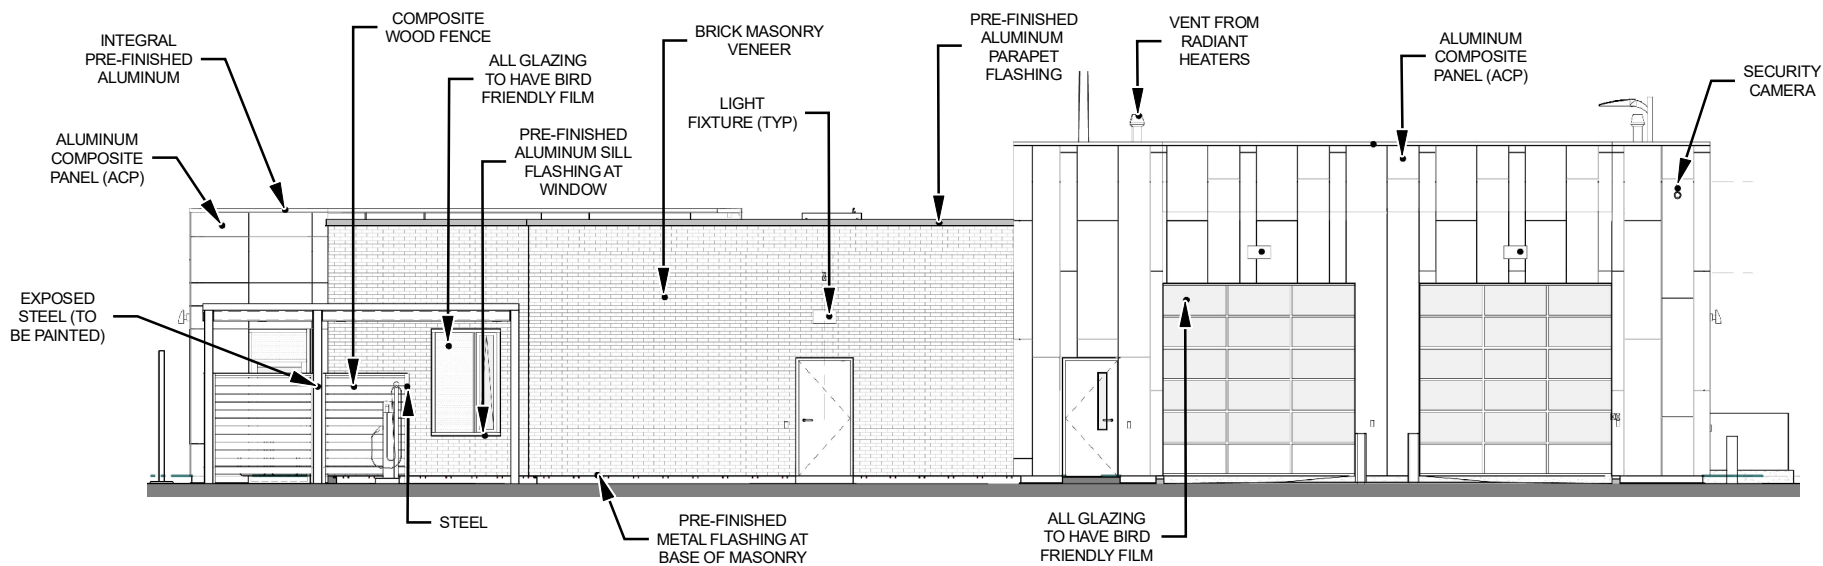 INTEGRAL
PRE-FINISHED
ALUMINUM
COMPOSITE
WOOD FENCE
ALL GLAZING
TO HAVE BIRD
FRIENDLY FILM
BRICK MASONRY
VENEER
LIGHT
FIXTURE (TYP)
PRE-FINISHED
ALUMINUM
PARAPET
FLASHING
VENT FROM
RADIANT
HEATERS
ALUMINUM
COMPOSITE
PANEL (ACP)
SECURITY
CAMERA
ALUMINUM
COMPOSITE
PANEL (ACP)
PRE-FINISHED
ALUMINUM SILL
FLASHING AT
WINDOW
EXPOSED
STEEL (TO
BE PAINTED)
STEEL
PRE-FINISHED
METAL FLASHING AT
BASE OF MASONRY
ALL GLAZING
TO HAVE BIRD
FRIENDLY FILM